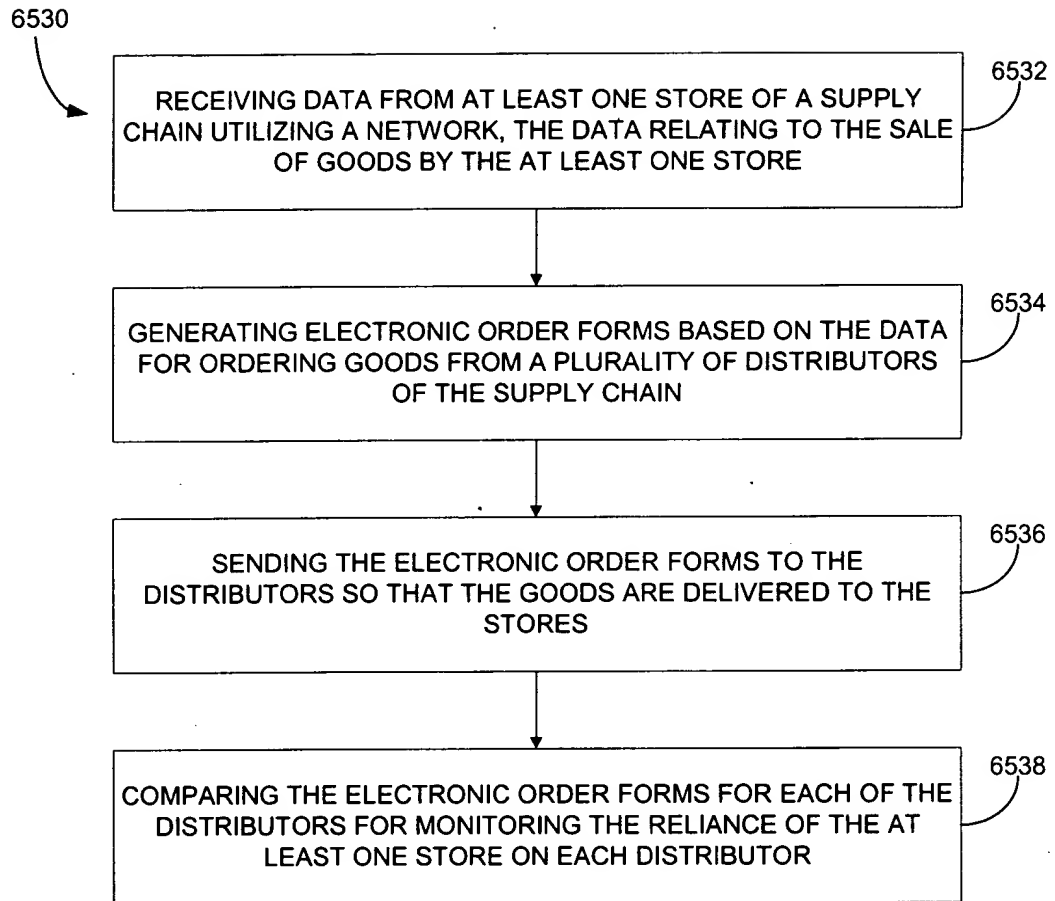 6530
6532
RECEIVING DATA FROM AT LEAST ONE STORE OF A SUPPLY
CHAIN UTILIZING A NETWORK, THE DATA RELATING TO THE SALE
OF GOODS BY THE AT LEAST ONE STORE
6534
GENERATING ELECTRONIC ORDER FORMS BASED ON THE DATA
FOR ORDERING GOODS FROM A PLURALITY OF DISTRIBUTORS
OF THE SUPPLY CHAIN
6536
SENDING THE ELECTRONIC ORDER FORMS TO THE
DISTRIBUTORS SO THAT THE GOODS ARE DELIVERED TO THE
STORES
6538
COMPARING THE ELECTRONIC ORDER FORMS FOR EACH OF THE
DISTRIBUTORS FOR MONITORING THE RELIANCE OF THE AT
LEAST ONE STORE ON EACH DISTRIBUTOR